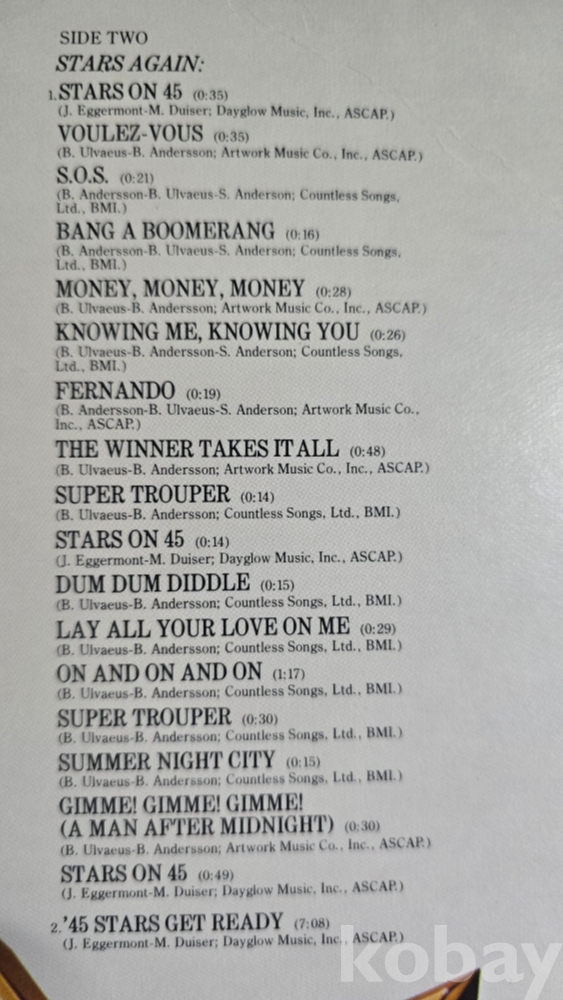 SIDE TWO
STARS AGAIN:
1. STARS ON 45 (0:35)
(J. Eggermont-M. Duiser; Dayglow Music, Inc., ASCAP.)
VOULEZ-VOUS (0:35)
(B. Ulvaeus-B. Andersson; Artwork Music Co., Inc., ASCAP.)
S.O.S. (0:21)
(B. Andersson-B. Ulvaeus-S. Anderson; Countless Songs,
Ltd., BMI.)
BANG A BOOMERANG (0:16)
(B. Andersson-B. Ulvaeus-S. Anderson; Countless Songs,
Ltd., BMI.)
MONEY, MONEY, MONEY (0:28)
(B. Ulvaeus-B. Andersson; Artwork Music Co., Inc., ASCAP.)
KNOWING ME, KNOWING YOU (0:26)
(B. Ulvaeus-B. Andersson-S. Anderson; Countless Songs,
Ltd., BMI.)
FERNANDO (0:19)
(B. Andersson-B. Ulvaeus-S. Anderson; Artwork Music Co.,
Inc., ASCAP.)
THE WINNER TAKES IT ALL (0:48)
(B. Ulvaeus-B. Andersson; Artwork Music Co., Inc., ASCAP.)
SUPER TROUPER (0:14)
(B. Ulvaeus-B. Andersson; Countless Songs, Ltd., BMI.)
STARS ON 45 (0:14)
(J. Eggermont-M. Duiser; Dayglow Music, Inc., ASCAP.)
DUM DUM DIDDLE (0:15)
(B. Ulvaeus-B. Andersson; Countless Songs, Ltd., BMI.)
LAY ALL YOUR LOVE ON ME (0:29)
(B. Ulvaeus-B. Andersson; Countless Songs, Ltd., BMI.)
ON AND ON AND ON (1:17)
(B. Ulvaeus-B. Andersson; Countless Songs, Ltd., BMI.)
SUPER TROUPER (0:30)
(B. Ulvaeus-B. Andersson; Countless Songs, Ltd., BMI.)
SUMMER NIGHT CITY (0:15)
(B. Ulvaeus-B. Andersson; Countless Songs, Ltd., BMI.)
GIMME! GIMME! GIMME!
(A MAN AFTER MIDNIGHT) (0:30)
(B. Ulvaeus-B. Andersson; Artwork Music Co., Inc., ASCAP.)
STARS ON 45 (0:49)
(J. Eggermont-M. Duiser; Dayglow Music, Inc., ASCAP.)
2. '45 STARS GET READY (7:08)
(J. Eggermont-M. Duiser; Dayglow Music, Inc., ASCAP.)
kobay